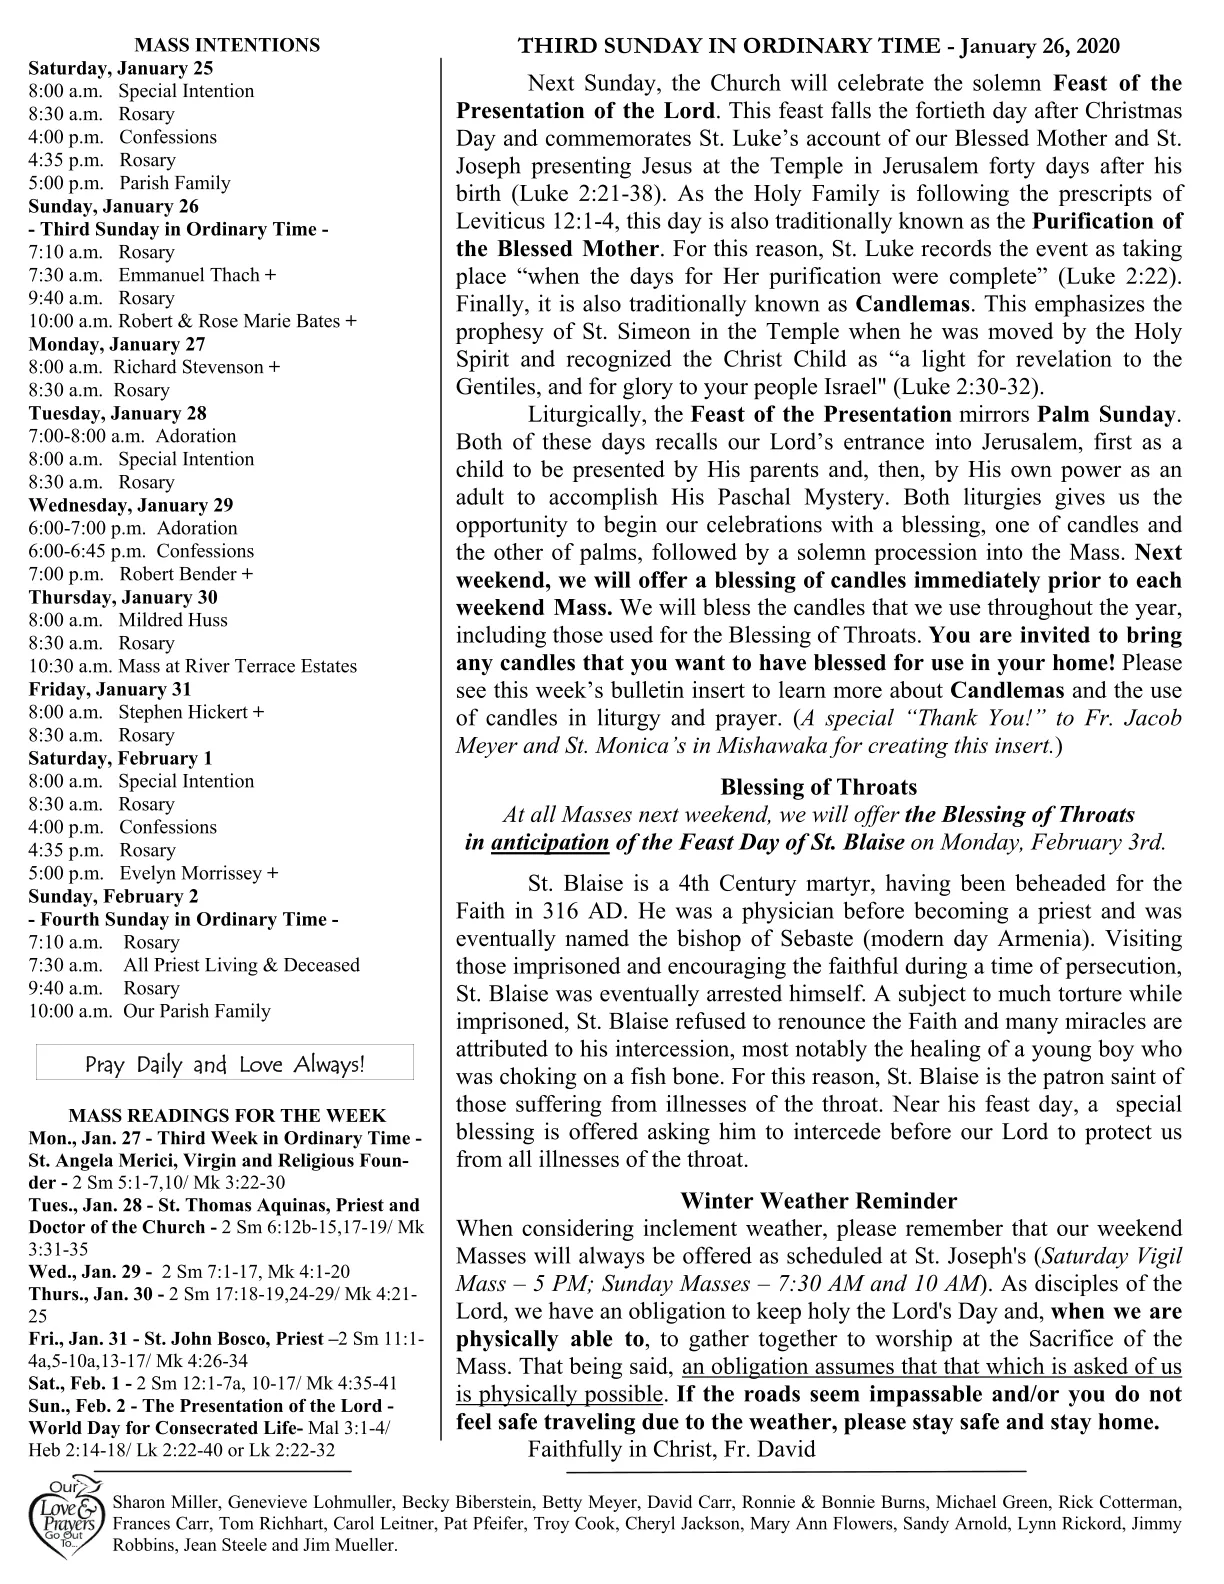 MASS INTENTIONS
Saturday, January 25
8:00 a.m. Special Intention
8:30 a.m. Rosary
4:00 p.m. Confessions
4:35 p.m. Rosary
5:00 p.m. Parish Family
Sunday, January 26
- Third Sunday in Ordinary Time -
7:10 a.m. Rosary
7:30 a.m. Emmanuel Thach +
9:40 a.m. Rosary
10:00 a.m. Robert & Rose Marie Bates +
Monday, January 27
8:00 a.m. Richard Stevenson +
8:30 a.m. Rosary
Tuesday, January 28
7:00-8:00 a.m. Adoration
8:00 a.m. Special Intention
8:30 a.m. Rosary
Wednesday, January 29
6:00-7:00 p.m. Adoration
6:00-6:45 p.m. Confessions
7:00 p.m. Robert Bender +
Thursday, January 30
8:00 a.m. Mildred Huss
8:30 a.m. Rosary
10:30 a.m. Mass at River Terrace Estates
Friday, January 31
8:00 a.m. Stephen Hickert +
8:30 a.m. Rosary
Saturday, February 1
8:00 a.m. Special Intention
8:30 a.m. Rosary
4:00 p.m. Confessions
4:35 p.m. Rosary
5:00 p.m. Evelyn Morrissey +
Sunday, February 2
- Fourth Sunday in Ordinary Time -
7:10 a.m. Rosary
7:30 a.m. All Priest Living & Deceased
9:40 a.m. Rosary
10:00 a.m. Our Parish Family
Pray Daily and Love Always!
MASS READINGS FOR THE WEEK
Mon., Jan. 27 - Third Week in Ordinary Time -
St. Angela Merici, Virgin and Religious Foun-
der - 2 Sm 5:1-7,10/ Mk 3:22-30
Tues., Jan. 28 - St. Thomas Aquinas, Priest and
Doctor of the Church - 2 Sm 6:12b-15,17-19/ Mk
3:31-35
Wed., Jan. 29 - 2 Sm 7:1-17, Mk 4:1-20
Thurs., Jan. 30 - 2 Sm 17:18-19,24-29/ Mk 4:21-
25
Fri., Jan. 31 - St. John Bosco, Priest –2 Sm 11:1-
4a,5-10a,13-17/ Mk 4:26-34
Sat., Feb. 1 - 2 Sm 12:1-7a, 10-17/ Mk 4:35-41
Sun., Feb. 2 - The Presentation of the Lord -
World Day for Consecrated Life- Mal 3:1-4/
Heb 2:14-18/ Lk 2:22-40 or Lk 2:22-32
THIRD SUNDAY IN ORDINARY TIME - January 26, 2020
Next Sunday, the Church will celebrate the solemn Feast of the
Presentation of the Lord. This feast falls the fortieth day after Christmas
Day and commemorates St. Luke’s account of our Blessed Mother and St.
Joseph presenting Jesus at the Temple in Jerusalem forty days after his
birth (Luke 2:21-38). As the Holy Family is following the prescripts of
Leviticus 12:1-4, this day is also traditionally known as the Purification of
the Blessed Mother. For this reason, St. Luke records the event as taking
place “when the days for Her purification were complete” (Luke 2:22).
Finally, it is also traditionally known as Candlemas. This emphasizes the
prophesy of St. Simeon in the Temple when he was moved by the Holy
Spirit and recognized the Christ Child as “a light for revelation to the
Gentiles, and for glory to your people Israel" (Luke 2:30-32).
Liturgically, the Feast of the Presentation mirrors Palm Sunday.
Both of these days recalls our Lord’s entrance into Jerusalem, first as a
child to be presented by His parents and, then, by His own power as an
adult to accomplish His Paschal Mystery. Both liturgies gives us the
opportunity to begin our celebrations with a blessing, one of candles and
the other of palms, followed by a solemn procession into the Mass. Next
weekend, we will offer a blessing of candles immediately prior to each
weekend Mass. We will bless the candles that we use throughout the year,
including those used for the Blessing of Throats. You are invited to bring
any candles that you want to have blessed for use in your home! Please
see this week’s bulletin insert to learn more about Candlemas and the use
of candles in liturgy and prayer. (A special “Thank You!” to Fr. Jacob
Meyer and St. Monica’s in Mishawaka for creating this insert.)
Blessing of Throats
At all Masses next weekend, we will offer the Blessing of Throats
in anticipation of the Feast Day of St. Blaise on Monday, February 3rd.
St. Blaise is a 4th Century martyr, having been beheaded for the
Faith in 316 AD. He was a physician before becoming a priest and was
eventually named the bishop of Sebaste (modern day Armenia). Visiting
those imprisoned and encouraging the faithful during a time of persecution,
St. Blaise was eventually arrested himself. A subject to much torture while
imprisoned, St. Blaise refused to renounce the Faith and many miracles are
attributed to his intercession, most notably the healing of a young boy who
was choking on a fish bone. For this reason, St. Blaise is the patron saint of
those suffering from illnesses of the throat. Near his feast day, a special
blessing is offered asking him to intercede before our Lord to protect us
from all illnesses of the throat.
Winter Weather Reminder
When considering inclement weather, please remember that our weekend
Masses will always be offered as scheduled at St. Joseph's (Saturday Vigil
Mass – 5 PM; Sunday Masses – 7:30 AM and 10 AM). As disciples of the
Lord, we have an obligation to keep holy the Lord's Day and, when we are
physically able to, to gather together to worship at the Sacrifice of the
Mass. That being said, an obligation assumes that that which is asked of us
is physically possible. If the roads seem impassable and/or you do not
feel safe traveling due to the weather, please stay safe and stay home.
Faithfully in Christ, Fr. David
Our
Love &
Prayers
Go Out
To...
Sharon Miller, Genevieve Lohmuller, Becky Biberstein, Betty Meyer, David Carr, Ronnie & Bonnie Burns, Michael Green, Rick Cotterman,
Frances Carr, Tom Richhart, Carol Leitner, Pat Pfeifer, Troy Cook, Cheryl Jackson, Mary Ann Flowers, Sandy Arnold, Lynn Rickord, Jimmy
Robbins, Jean Steele and Jim Mueller.